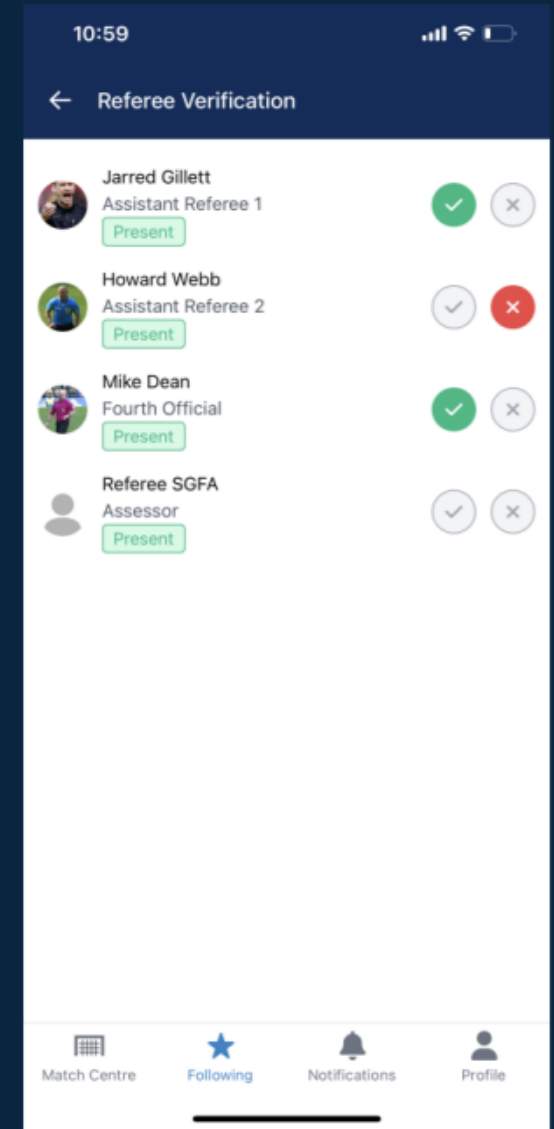 10:59
Referee Verification
Jarred Gillett
Assistant Referee 1
Present
Howard Webb
Assistant Referee 2
Present
Mike Dean
Fourth Official
Present
Referee SGFA
Assessor
Present
Match Centre
Following
Notifications
Profile